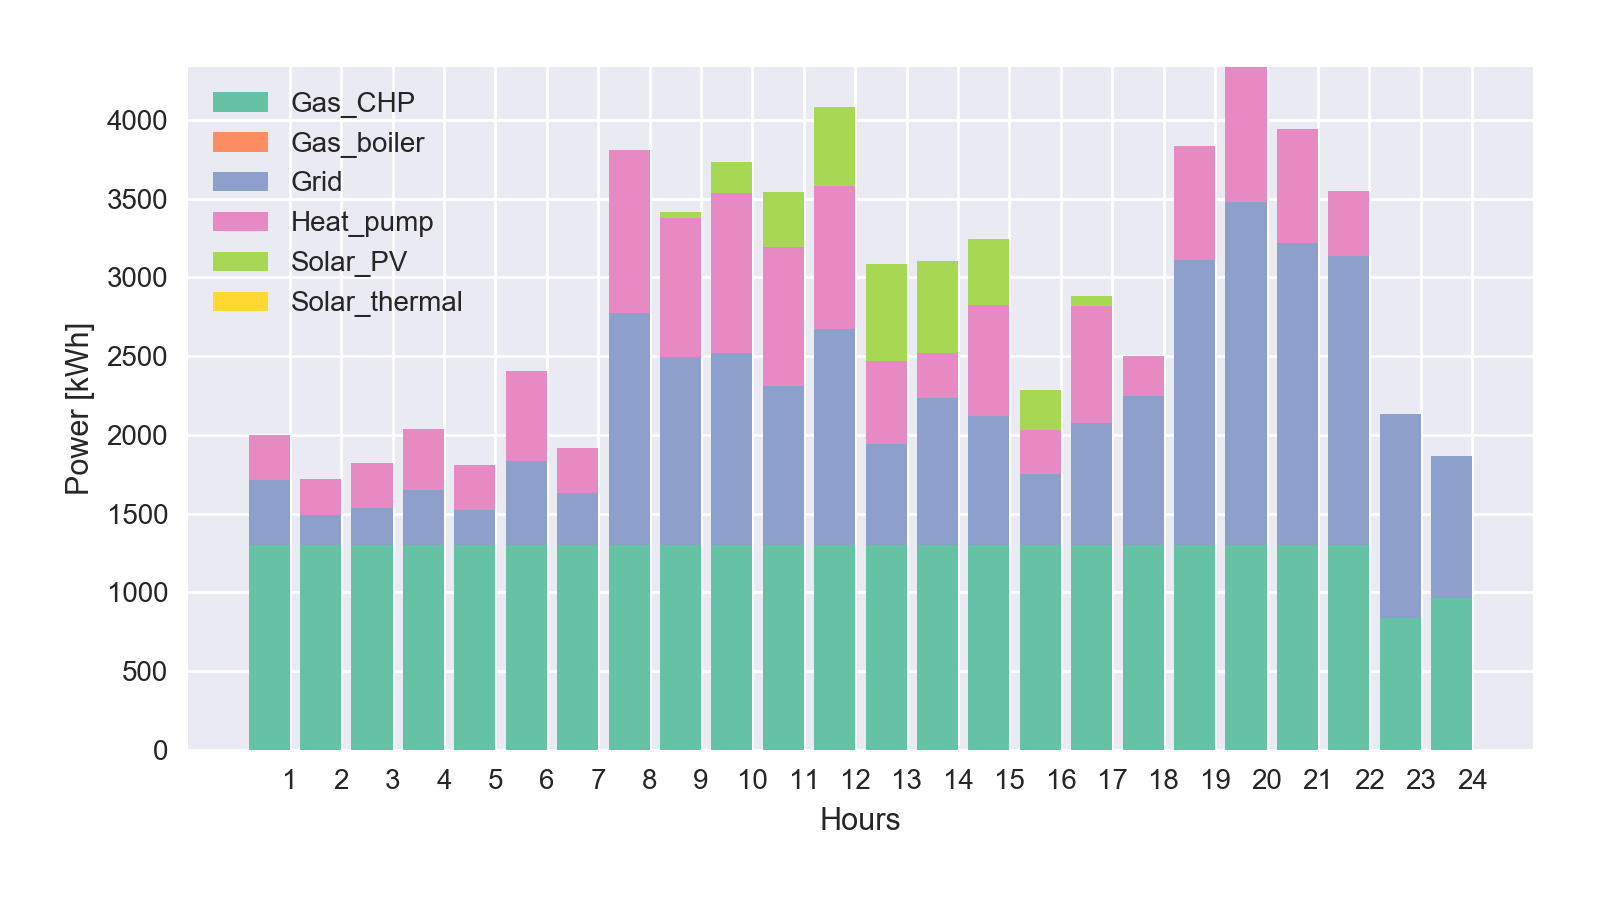 Gas_CHP
Gas_boiler
Grid
Heat_pump
Solar_PV
Solar_thermal
4000
3500
3000
2500
2000
1500
1000
500
0
Power [kWh]
1 2 3 4 5 6 7 8 9 10 11 12 13 14 15 16 17 18 19 20 21 22 23 24
Hours